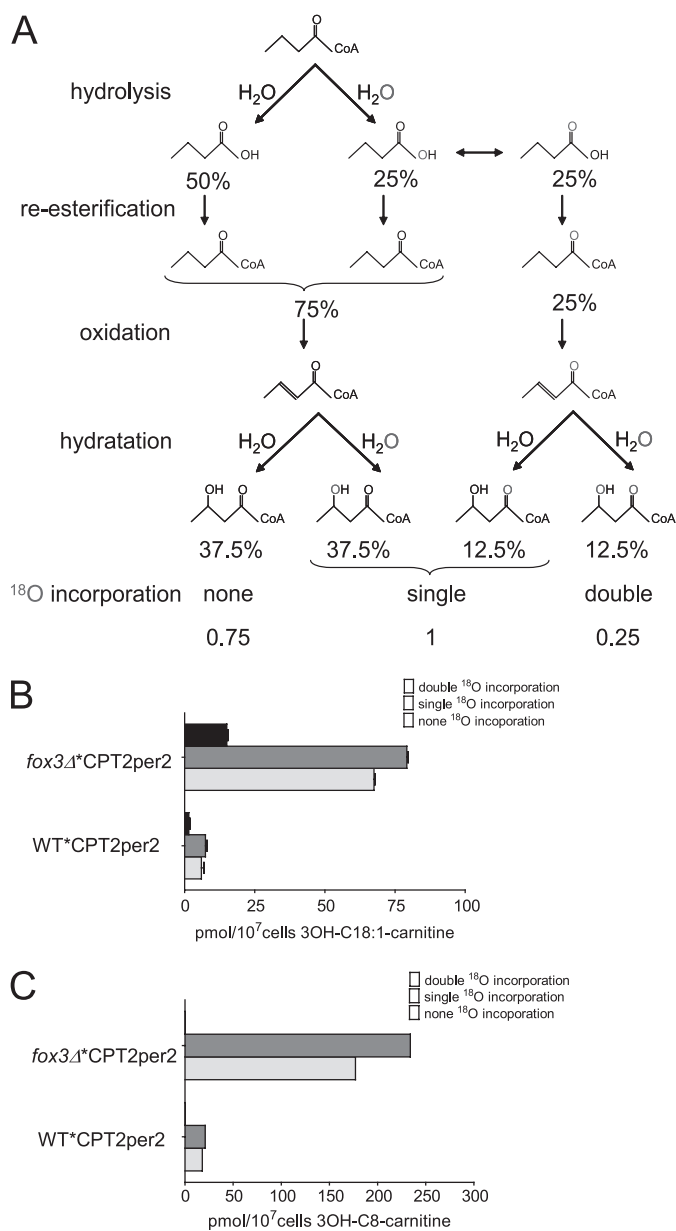 A
O
CoA
hydrolysis
H₂O H₂O
O O O
OH OH OH
50% 25% 25%
re-esterification
O O O
CoA CoA CoA
75% 25%
oxidation
O O
CoA CoA
hydratation
H₂O H₂O H₂O H₂O
OH O OH O OH O OH O
CoA CoA CoA CoA
37.5% 37.5% 12.5% 12.5%
¹⁸O incorporation none single double
0.75 1 0.25
B
double ¹⁸O incorporation
single ¹⁸O incorporation
none ¹⁸O incoporation
fox3Δ*CPT2per2
WT*CPT2per2
0 25 50 75 100
pmol/10⁷cells 3OH-C18:1-carnitine
C
double ¹⁸O incorporation
single ¹⁸O incorporation
none ¹⁸O incoporation
fox3Δ*CPT2per2
WT*CPT2per2
0 50 100 150 200 250 300
pmol/10⁷cells 3OH-C8-carnitine